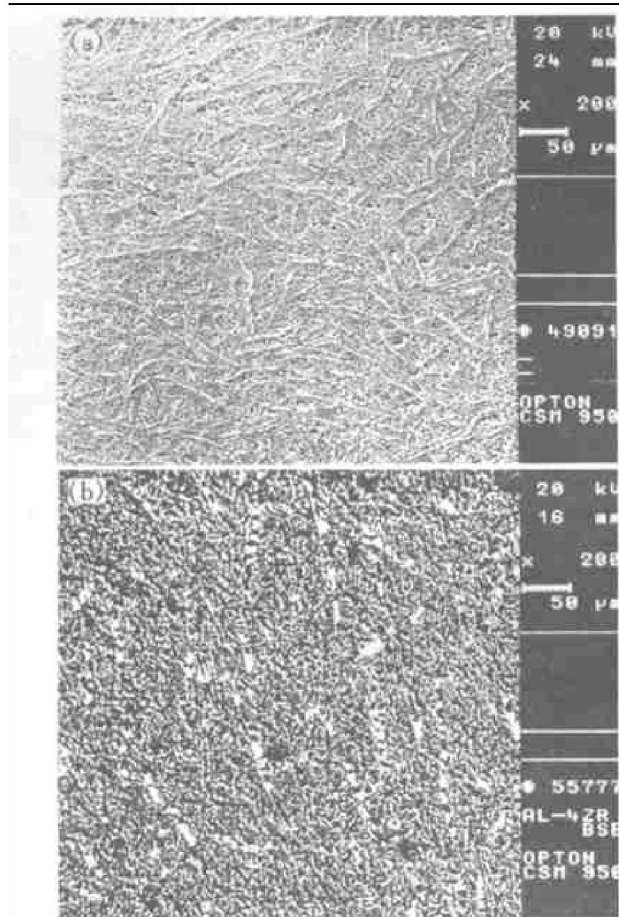 (a)
20 kV
24 mm
× 200
50 μm
49091
OPTON
CSM 950
(b)
20 kV
16 mm
× 200
50 μm
55777
AL-4ZR
BSE
OPTON
CSM 950